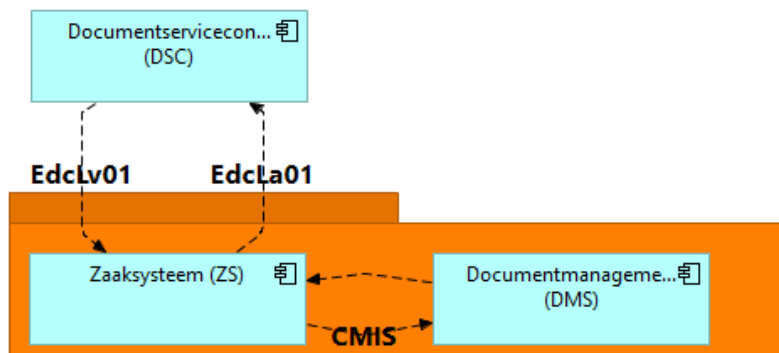 Documentservicecon...
(DSC)
EdcLv01 EdcLa01
Zaaksysteem (ZS)
Documentmanageme...
(DMS)
CMIS